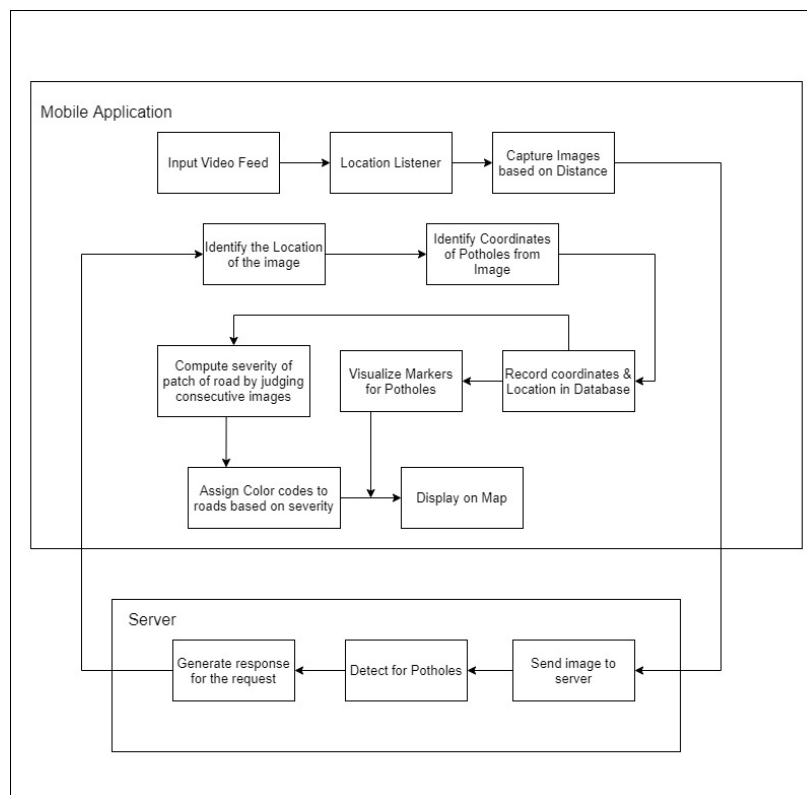 Mobile Application
Input Video Feed
Location Listener
Capture Images
based on Distance
Identify the Location
of the image
Identify Coordinates
of Potholes from
Image
Compute severity of
patch of road by judging
consecutive images
Visualize Markers
for Potholes
Record coordinates &
Location in Database
Assign Color codes to
roads based on severity
Display on Map
Server
Generate response
for the request
Detect for Potholes
Send image to
server